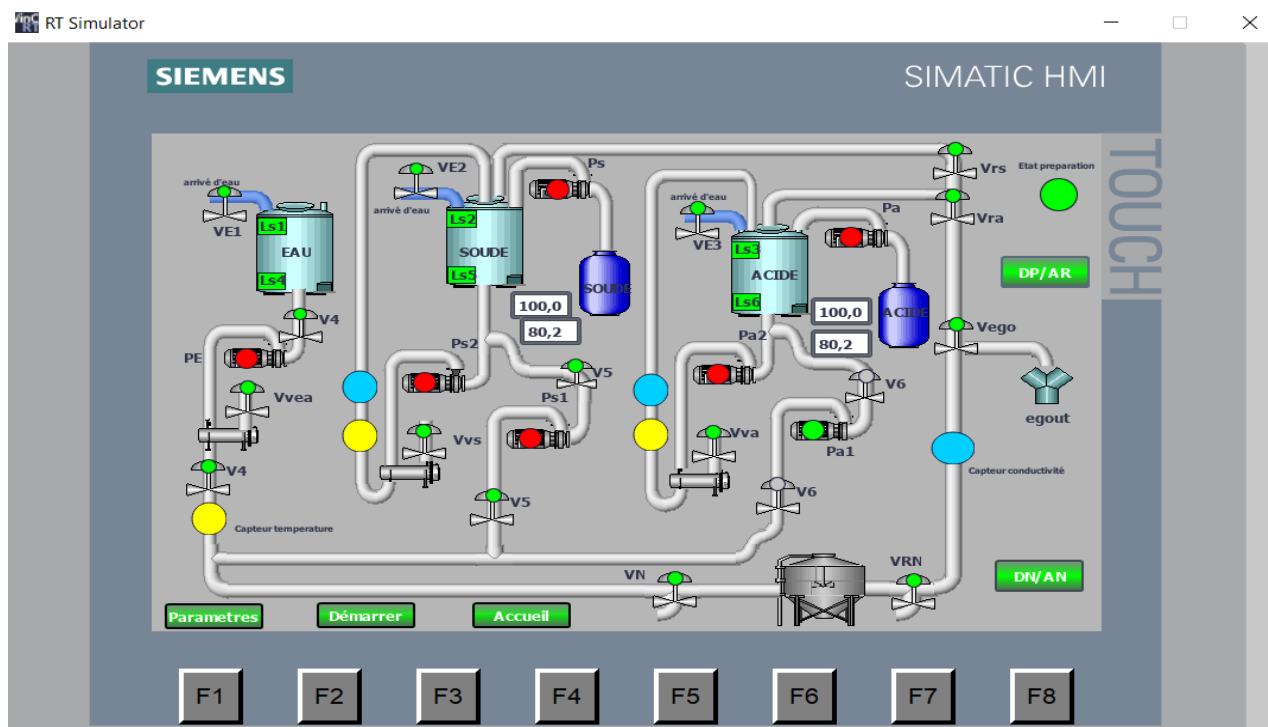 RT Simulator
SIEMENS
SIMATIC HMI
TOUCH
arrivé d'eau
VE1
Ls1
EAU
Ls4
V4
PE
Vvea
V4
Capteur temperature
VE2
arrivé d'eau
Ls2
SOUDE
Ls5
Ps
SOUDE
100,0
80,2
Ps2
Vvs
V5
Ps1
V5
arrivé d'eau
VE3
Ls3
ACIDE
Ls6
Pa
ACIDE
100,0
80,2
Pa2
Vva
V6
Pa1
V6
Vrs
Etat preparation
Vra
DP/AR
Vego
egout
Capteur conductivité
VN
VRN
DN/AN
Parametres
Démarrer
Accueil
F1
F2
F3
F4
F5
F6
F7
F8